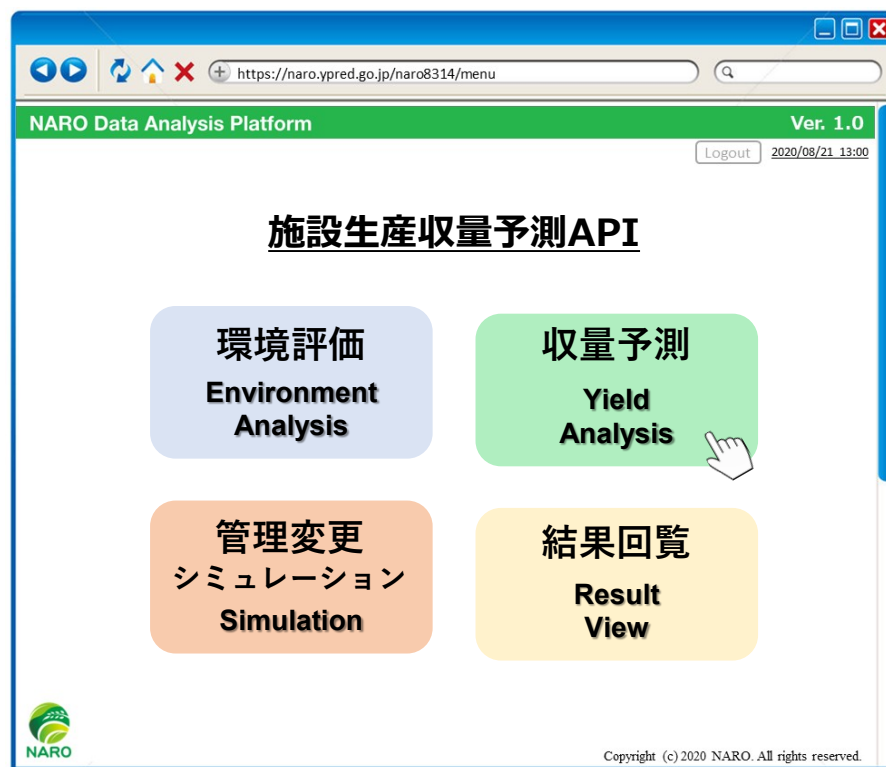 https://naro.ypred.go.jp/naro8314/menu
NARO Data Analysis Platform
Ver. 1.0
Logout
2020/08/21 13:00
施設生産収量予測API
環境評価
Environment
Analysis
収量予測
Yield
Analysis
管理変更
シミュレーション
Simulation
結果回覧
Result
View
NARO
Copyright (c) 2020 NARO. All rights reserved.